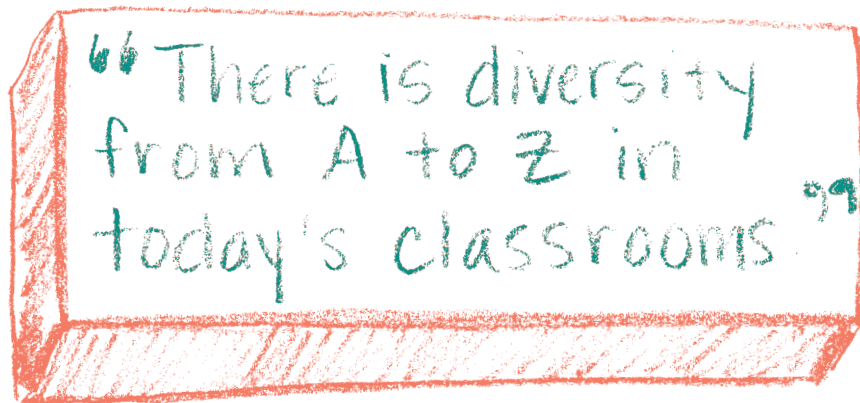 “There is diversity
from A to Z in
today's classrooms”